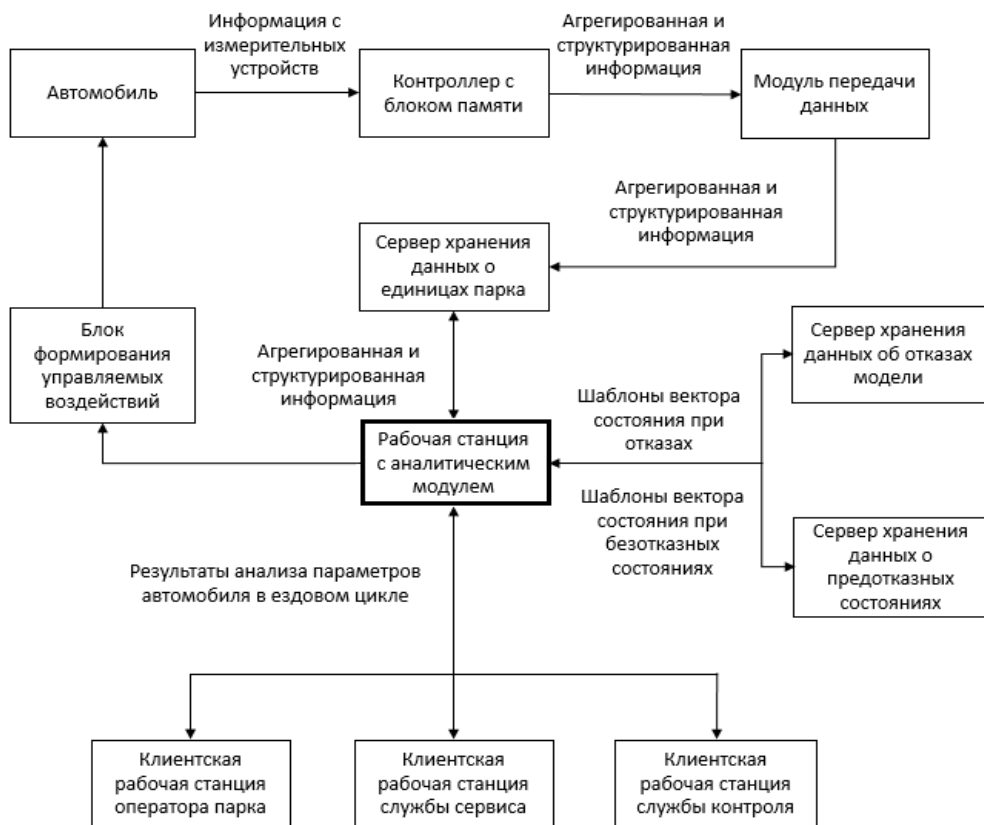 Информация с
измерительных
устройств
Агрегированная и
структурированная
информация
Автомобиль
Контроллер с
блоком памяти
Модуль передачи
данных
Агрегированная и
структурированная
информация
Сервер хранения
данных о
единицах парка
Блок
формирования
управляемых
воздействий
Агрегированная и
структурированная
информация
Сервер хранения
данных об отказах
модели
Шаблоны вектора
состояния при
отказах
Рабочая станция
с аналитическим
модулем
Шаблоны вектора
состояния при
безотказных
состояниях
Сервер хранения
данных о
предотказных
состояниях
Результаты анализа параметров
автомобиля в ездовом цикле
Клиентская
рабочая станция
оператора парка
Клиентская
рабочая станция
службы сервиса
Клиентская
рабочая станция
службы контроля